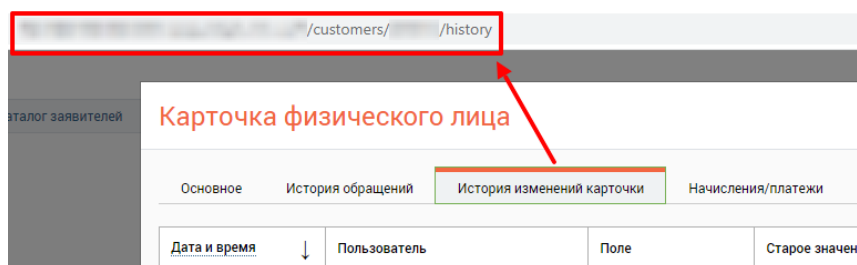 /customers/ /history
аталог заявителей
Карточка физического лица
Основное История обращений История изменений карточки Начисления/платежи
Дата и время ↓ Пользователь Поле Старое значен